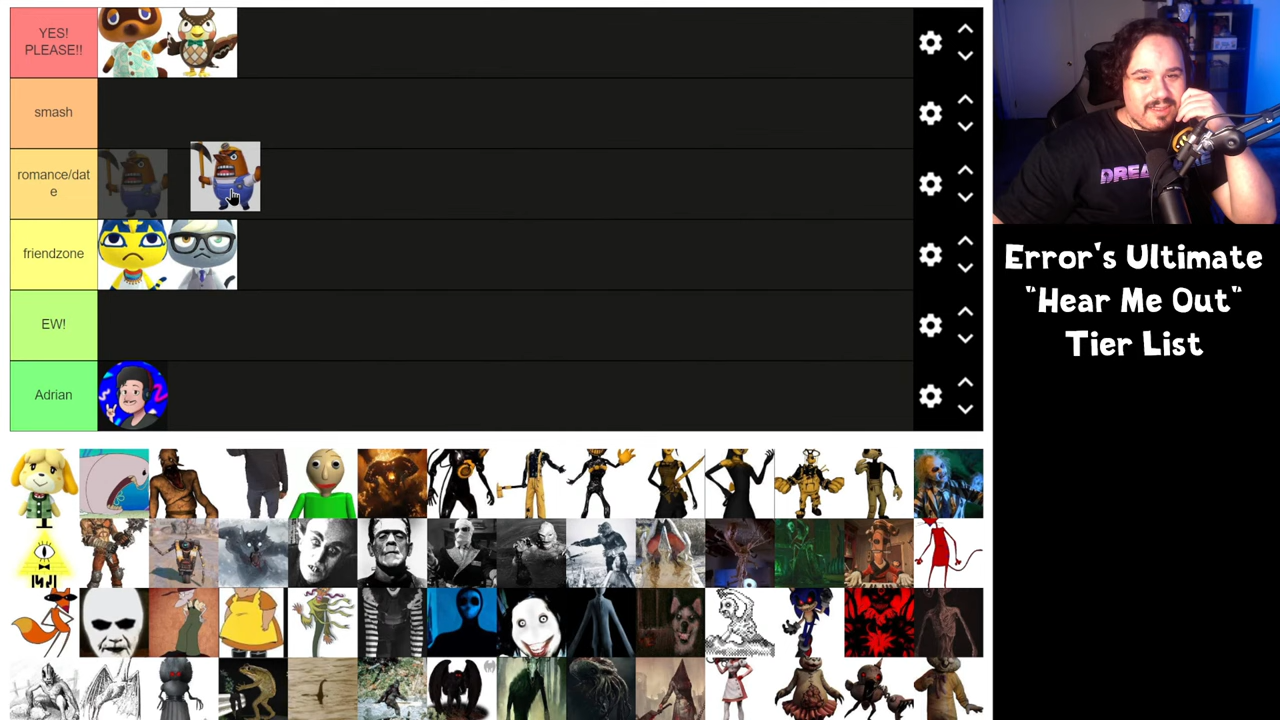 YES!
PLEASE!!
smash
romance/dat
e
friendzone
EW!
Adrian
Error's Ultimate
"Hear Me Out"
Tier List